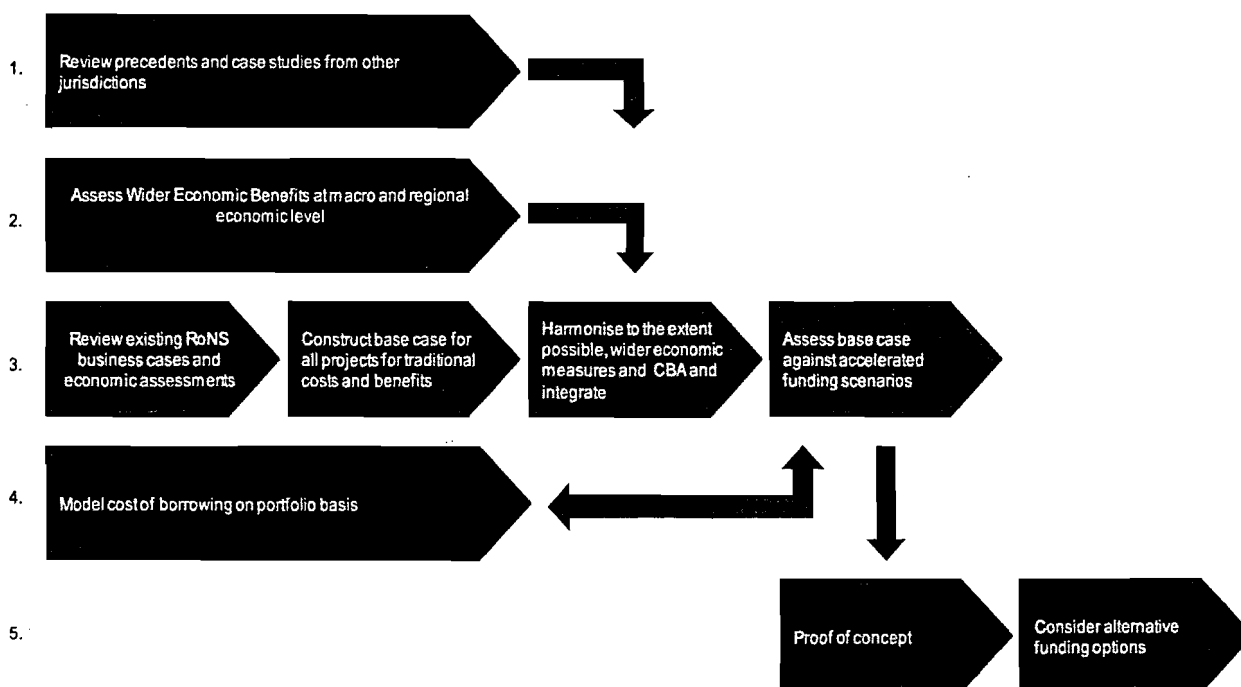 1.
Review precedents and case studies from other
jurisdictions
2.
Assess Wider Economic Benefits at macro and regional
economic level
3.
Review existing RoNS
business cases and
economic assessments
Construct base case for
all projects for traditional
costs and benefits
Harmonise to the extent
possible, wider economic
measures and CBA and
integrate
Assess base case
against accelerated
funding scenarios
4.
Model cost of borrowing on portfolio basis
5.
Proof of concept
Consider alternative
funding options